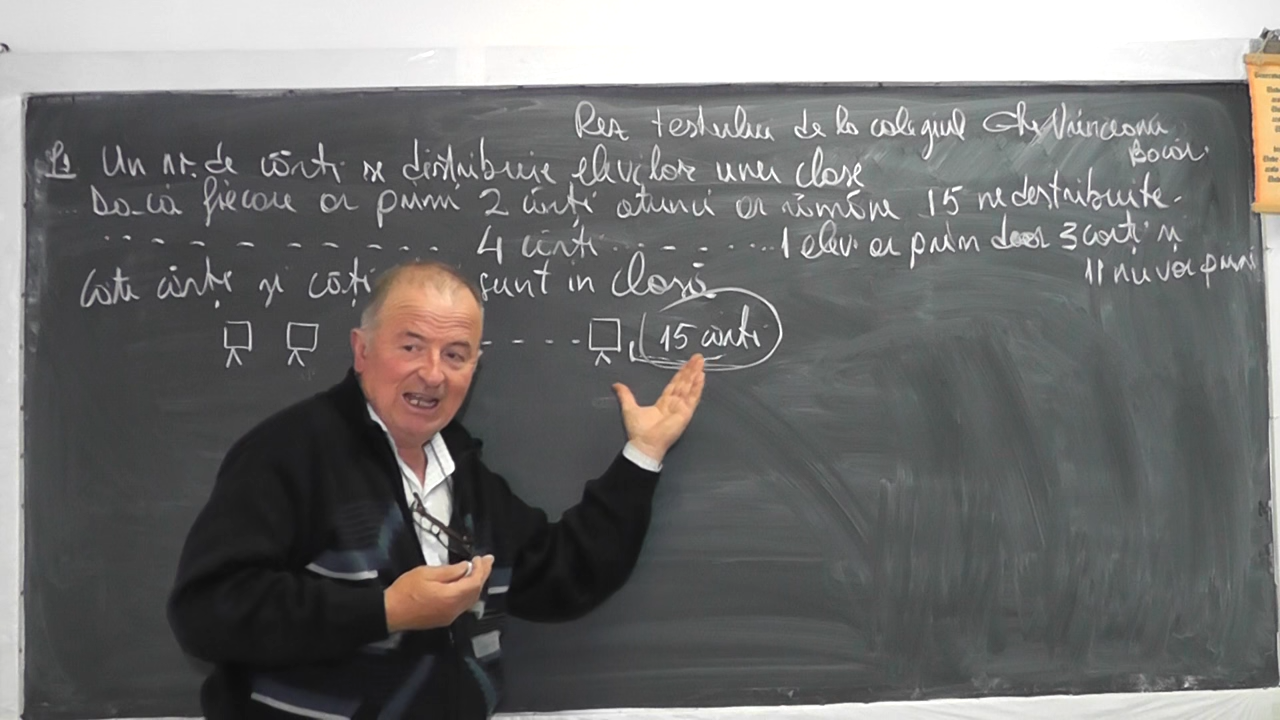 Rez testului de la colegiul Gh Vrinceanu
Bacău.
P1 Un nr. de cărți se distribuie elevilor unei clase
Dacă fiecare ar primi 2 cărți atunci ar rămâne 15 nedistribuite.
4 cărți 1 elev ar primi doar 3 cărți și
11 nu vor primi
Câte cărți și câți sunt în clasă
15 cărți